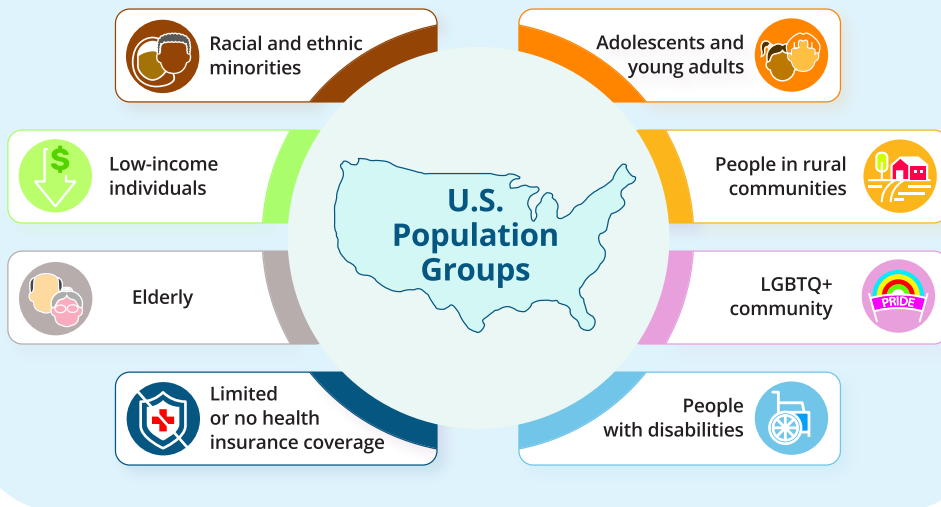 Racial and ethnic
minorities
Adolescents and
young adults
$
Low-income
individuals
People in rural
communities
U.S.
Population
Groups
Elderly
LGBTQ+
community
PRIDE
Limited
or no health
insurance coverage
People
with disabilities